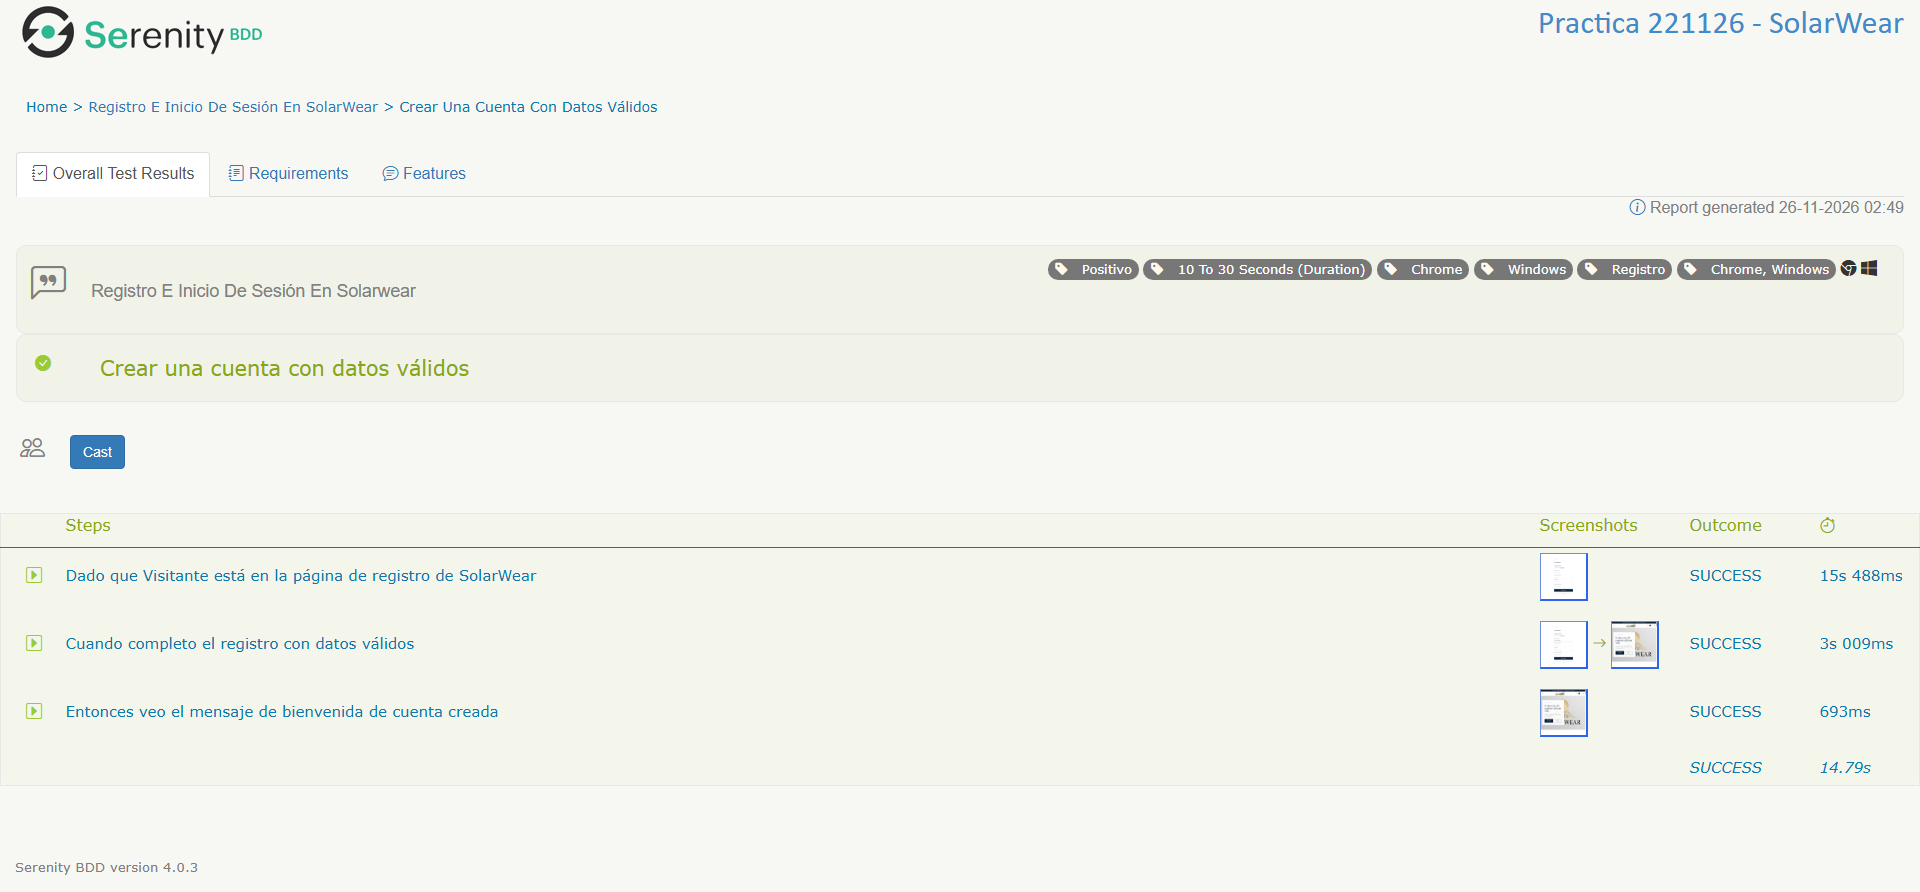 Serenity BDD
Practica 221126 - SolarWear
Home > Registro E Inicio De Sesión En SolarWear > Crear Una Cuenta Con Datos Válidos
Overall Test Results
Requirements
Features
Report generated 26-11-2026 02:49
Positivo
10 To 30 Seconds (Duration)
Chrome
Windows
Registro
Chrome, Windows
Registro E Inicio De Sesión En Solarwear
Crear una cuenta con datos válidos
Cast
Steps Screenshots Outcome
Dado que Visitante está en la página de registro de SolarWear SUCCESS 15s 488ms
Cuando completo el registro con datos válidos SUCCESS 3s 009ms
Entonces veo el mensaje de bienvenida de cuenta creada SUCCESS 693ms
SUCCESS 14.79s
Serenity BDD version 4.0.3